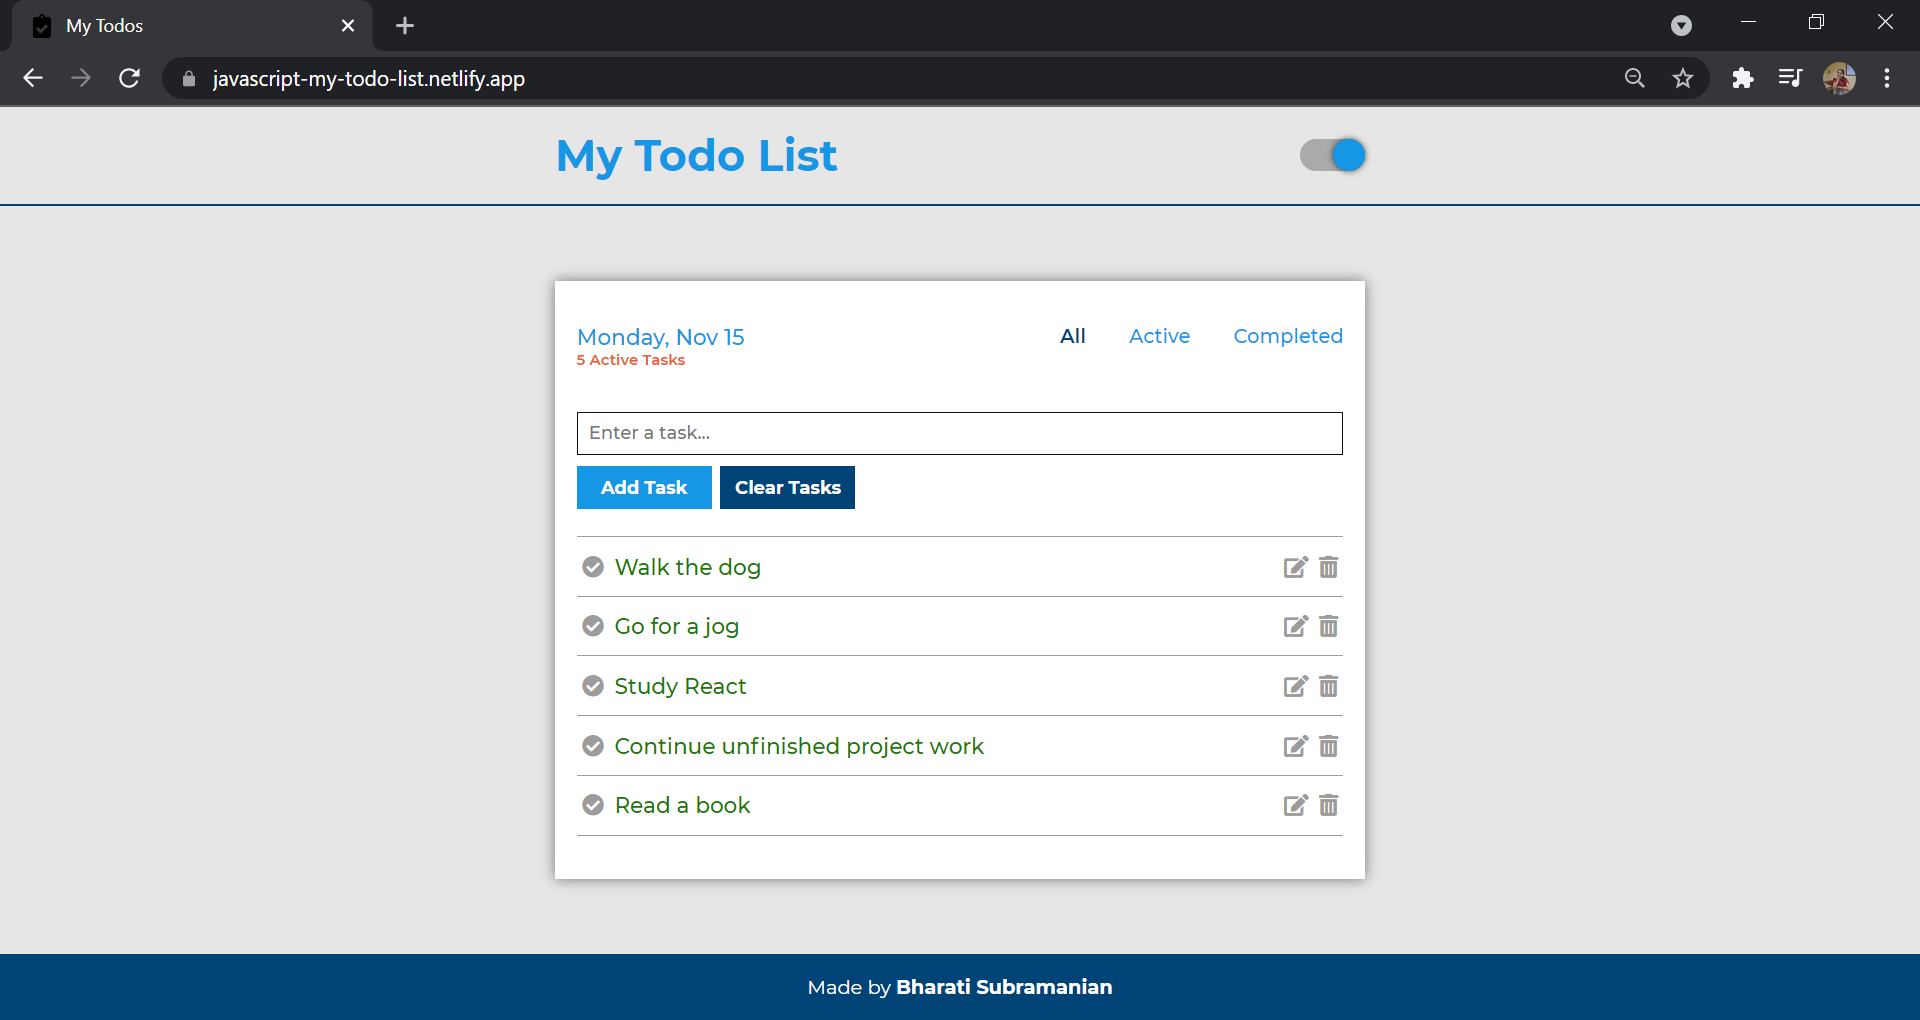 My Todos
javascript-my-todo-list.netlify.app
My Todo List
Monday, Nov 15
All Active Completed
5 Active Tasks
Enter a task...
Add Task Clear Tasks
Walk the dog
Go for a jog
Study React
Continue unfinished project work
Read a book
Made by Bharati Subramanian